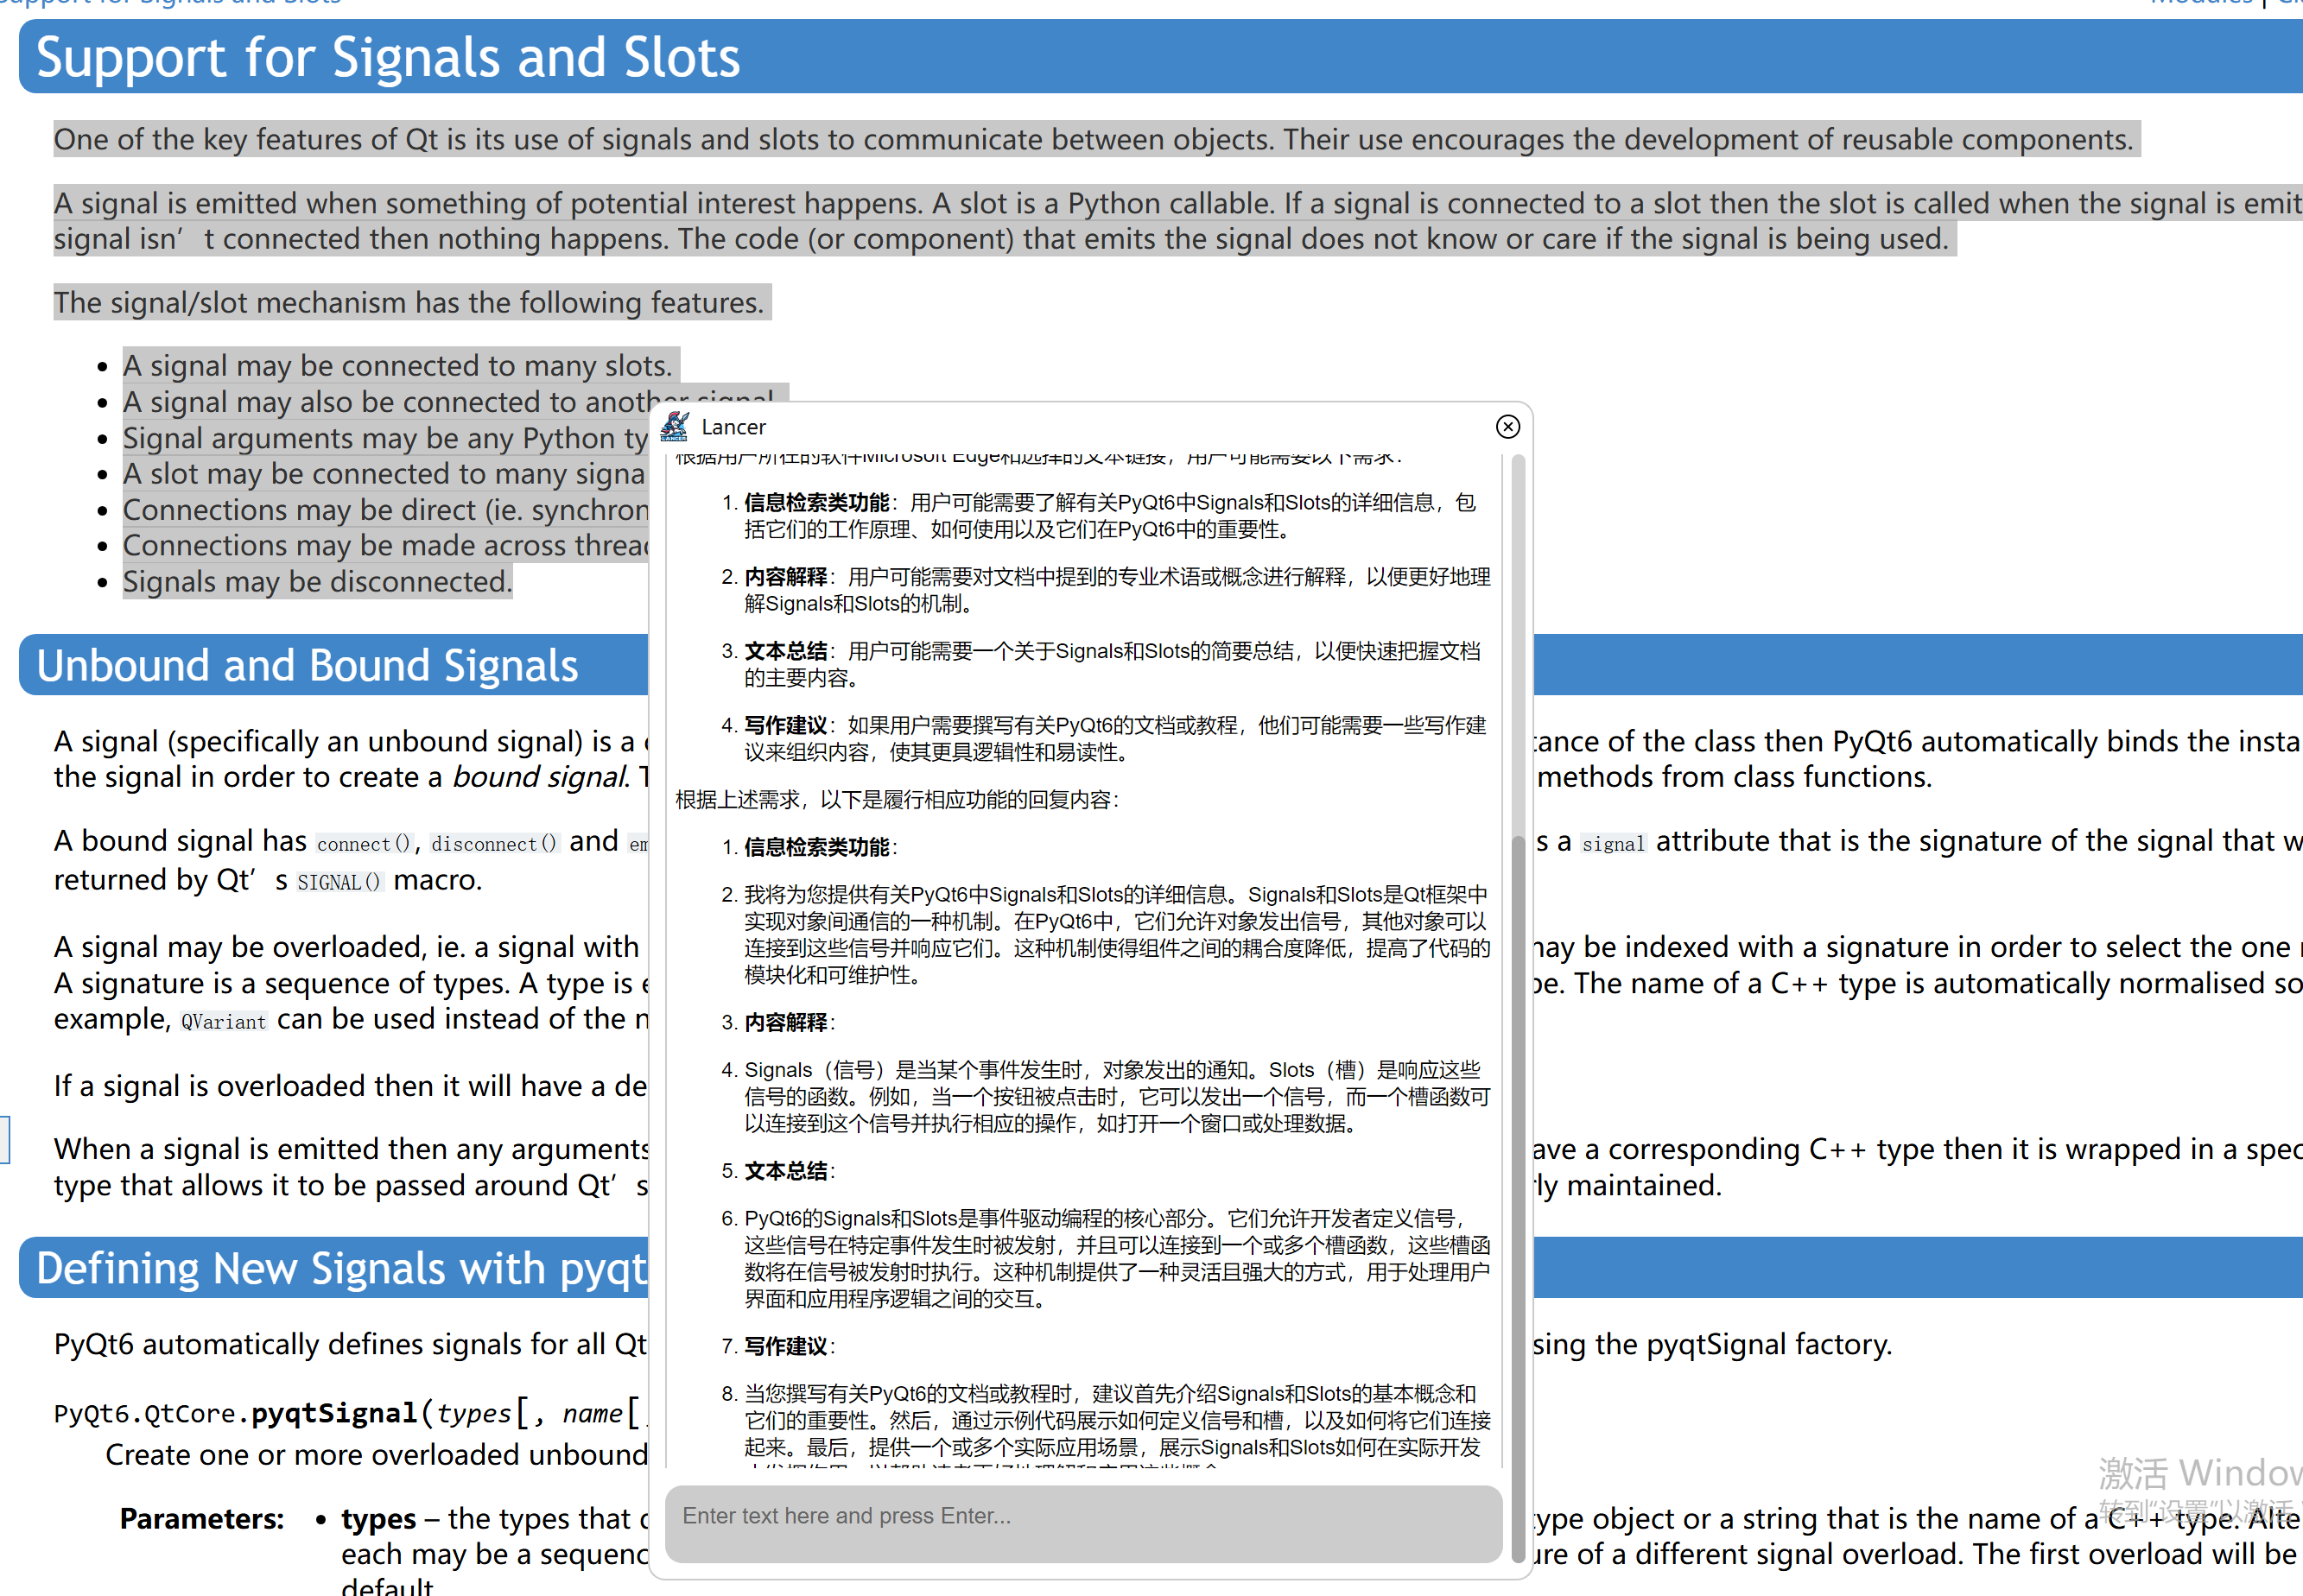 Support for Signals and Slots
Support for Signals and Slots
One of the key features of Qt is its use of signals and slots to communicate between objects. Their use encourages the development of reusable components.
A signal is emitted when something of potential interest happens. A slot is a Python callable. If a signal is connected to a slot then the slot is called when the signal is emit
signal isn’t connected then nothing happens. The code (or component) that emits the signal does not know or care if the signal is being used.
The signal/slot mechanism has the following features.
• A signal may be connected to many slots.
• A signal may also be connected to another signal.
• Signal arguments may be any Python ty
• A slot may be connected to many signa
• Connections may be direct (ie. synchron
• Connections may be made across threa
• Signals may be disconnected.
Unbound and Bound Signals
A signal (specifically an unbound signal) is a
tance of the class then PyQt6 automatically binds the insta
the signal in order to create a bound signal. T
methods from class functions.
A bound signal has connect(), disconnect() and em
s a signal attribute that is the signature of the signal that w
returned by Qt’s SIGNAL() macro.
A signal may be overloaded, ie. a signal with
may be indexed with a signature in order to select the one
A signature is a sequence of types. A type is
pe. The name of a C++ type is automatically normalised so
example, QVariant can be used instead of the n
If a signal is overloaded then it will have a de
When a signal is emitted then any arguments
ave a corresponding C++ type then it is wrapped in a spec
type that allows it to be passed around Qt’s
rly maintained.
Defining New Signals with pyqt
PyQt6 automatically defines signals for all Qt
sing the pyqtSignal factory.
PyQt6.QtCore.pyqtSignal(types[, name[,
Create one or more overloaded unbound
Parameters: • types – the types that
type object or a string that is the name of a C++ type. Alte
each may be a sequenc
ure of a different signal overload. The first overload will be
default.
Lancer
根据用户所在的软件Microsoft Edge和选择的文本链接，用户可能需要以下需求：
1. 信息检索类功能：用户可能需要了解有关PyQt6中Signals和Slots的详细信息，包
括它们的工作原理、如何使用以及它们在PyQt6中的重要性。
2. 内容解释：用户可能需要对文档中提到的专业术语或概念进行解释，以便更好地理
解Signals和Slots的机制。
3. 文本总结：用户可能需要一个关于Signals和Slots的简要总结，以便快速把握文档
的主要内容。
4. 写作建议：如果用户需要撰写有关PyQt6的文档或教程，他们可能需要一些写作建
议来组织内容，使其更具逻辑性和易读性。
根据上述需求，以下是履行相应功能的回复内容：
1. 信息检索类功能：
2. 我将为您提供有关PyQt6中Signals和Slots的详细信息。Signals和Slots是Qt框架中
实现对象间通信的一种机制。在PyQt6中，它们允许对象发出信号，其他对象可以
连接到这些信号并响应它们。这种机制使得组件之间的耦合度降低，提高了代码的
模块化和可维护性。
3. 内容解释：
4. Signals（信号）是当某个事件发生时，对象发出的通知。Slots（槽）是响应这些
信号的函数。例如，当一个按钮被点击时，它可以发出一个信号，而一个槽函数可
以连接到这个信号并执行相应的操作，如打开一个窗口或处理数据。
5. 文本总结：
6. PyQt6的Signals和Slots是事件驱动编程的核心部分。它们允许开发者定义信号，
这些信号在特定事件发生时被发射，并且可以连接到一个或多个槽函数，这些槽函
数将在信号被发射时执行。这种机制提供了一种灵活且强大的方式，用于处理用户
界面和应用程序逻辑之间的交互。
7. 写作建议：
8. 当您撰写有关PyQt6的文档或教程时，建议首先介绍Signals和Slots的基本概念和
它们的重要性。然后，通过示例代码展示如何定义信号和槽，以及如何将它们连接
起来。最后，提供一个或多个实际应用场景，展示Signals和Slots如何在实际开发
Enter text here and press Enter...
激活 Window
转到“设置”以激活